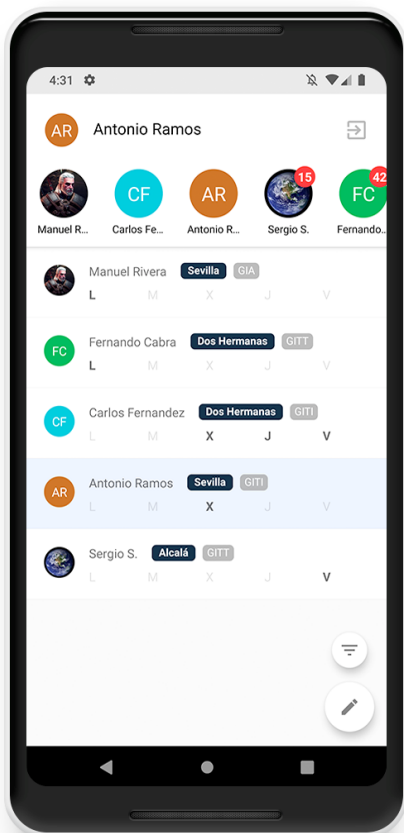 4:31
AR Antonio Ramos
CF AR 15 FC 42
Manuel R... Carlos Fe... Antonio R... Sergio S. Fernando...
Manuel Rivera Sevilla GIA
L M X J V
FC Fernando Cabra Dos Hermanas GITT
L M X J V
CF Carlos Fernandez Dos Hermanas GITI
L M X J V
AR Antonio Ramos Sevilla GITI
L M X J V
Sergio S. Alcalá GITT
L M X J V